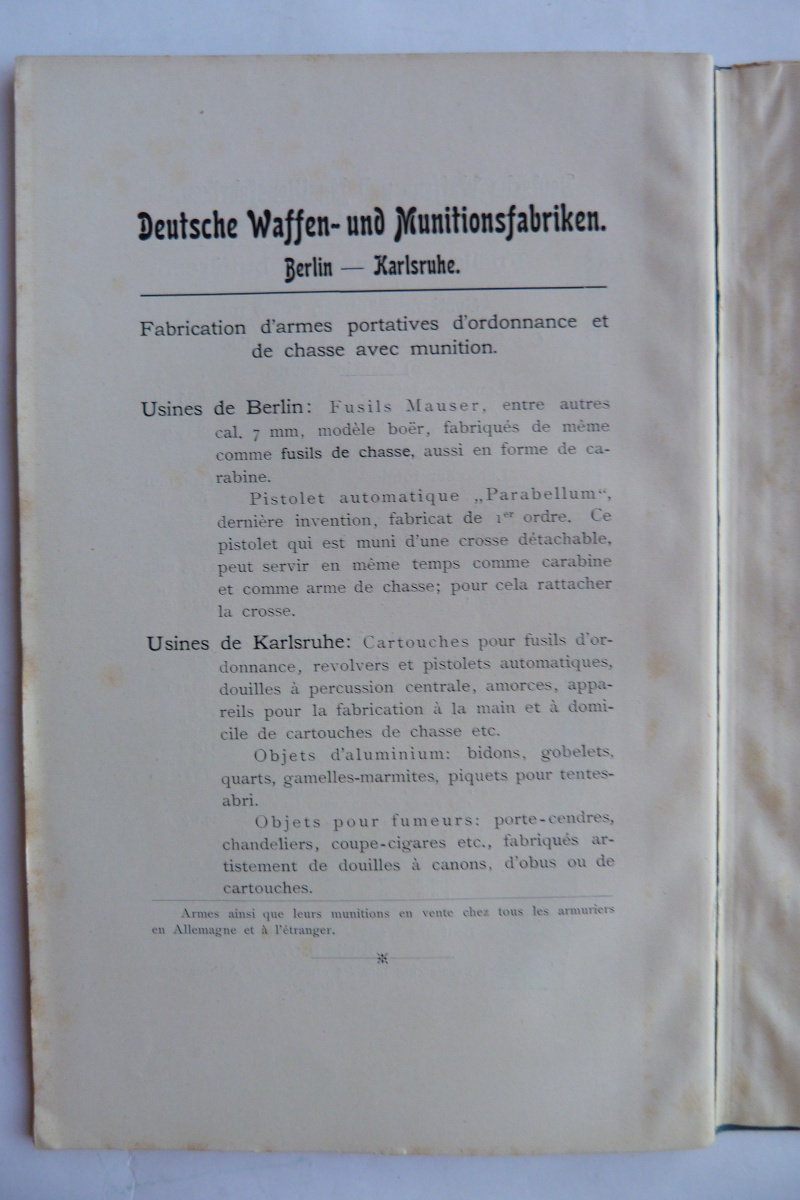 Deutsche Waffen- und Munitionsfabriken.
Berlin — Karlsruhe.
Fabrication d'armes portatives d'ordonnance et
de chasse avec munition.
Usines de Berlin: Fusils Mauser, entre autres
cal. 7 mm, modèle boër, fabriqués de même
comme fusils de chasse, aussi en forme de ca-
rabine.
Pistolet automatique „Parabellum“,
dernière invention, fabricat de 1er ordre. Ce
pistolet qui est muni d'une crosse détachable,
peut servir en même temps comme carabine
et comme arme de chasse; pour cela rattacher
la crosse.
Usines de Karlsruhe: Cartouches pour fusils d'or-
donnance, revolvers et pistolets automatiques,
douilles à percussion centrale, amorces, appa-
reils pour la fabrication à la main et à domi-
cile de cartouches de chasse etc.
Objets d'aluminium: bidons, gobelets,
quarts, gamelles-marmites, piquets pour tentes-
abri.
Objets pour fumeurs: porte-cendres,
chandeliers, coupe-cigares etc., fabriqués ar-
tistement de douilles à canons, d'obus ou de
cartouches.
Armes ainsi que leurs munitions en vente chez tous les armuriers
en Allemagne et à l'étranger.